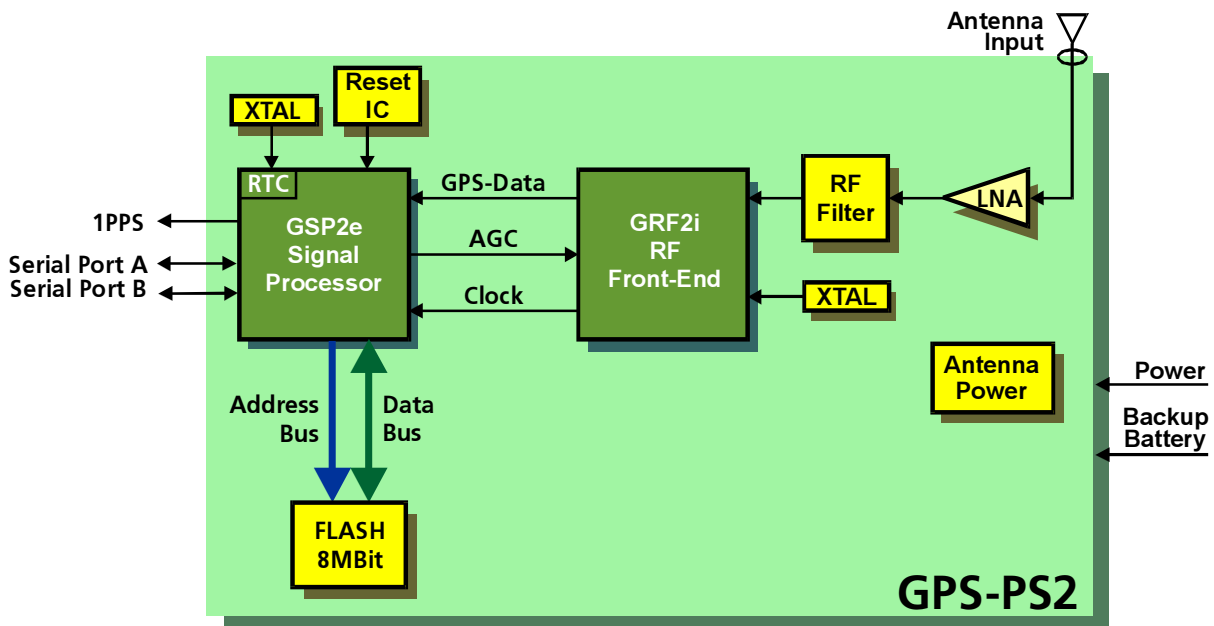 Antenna
Input
Reset
IC
XTAL
RTC
GPS-Data
RF
Filter
LNA
1PPS
GSP2e
Signal
Processor
AGC
GRF2i
RF
Front-End
Serial Port A
Serial Port B
Clock
XTAL
Antenna
Power
Power
Address
Bus
Data
Bus
Backup
Battery
FLASH
8MBit
GPS-PS2